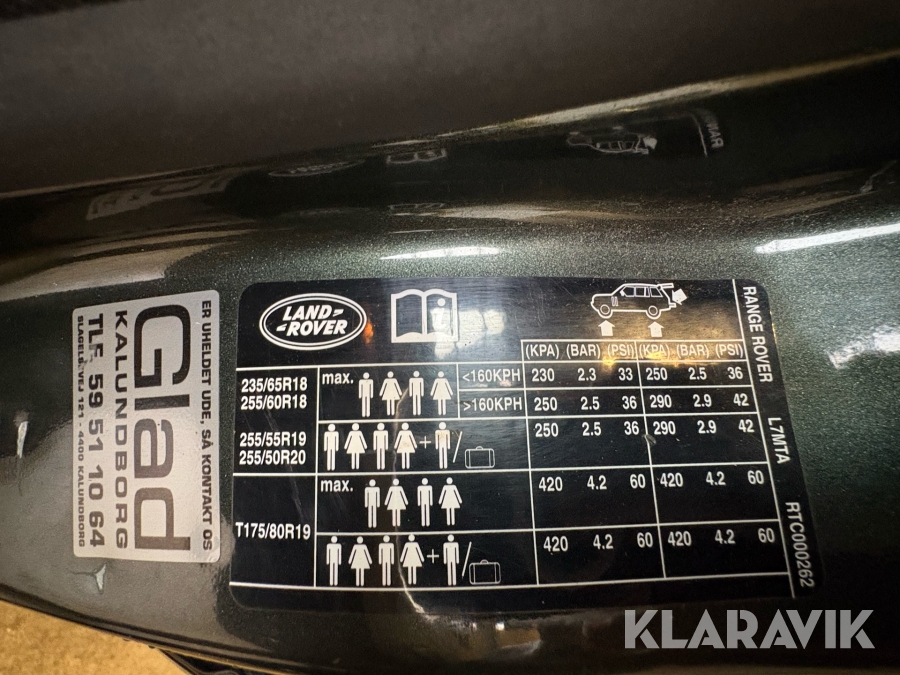 ER UHELDET UDE, SÅ KONTAKT OS
Glad
KALUNDBORG
TLF 59 51 10 64
SLAGELSEVEJ 121 - 4400 KALUNDBORG
LAND
ROVER
(KPA) (BAR) (PSI) (KPA) (BAR) (PSI)
235/65R18
255/60R18
max.
<160KPH 230 2.3 33 250 2.5 36
>160KPH 250 2.5 36 290 2.9 42
255/55R19
255/50R20
+ / 250 2.5 36 290 2.9 42
T175/80R19
max. 420 4.2 60 420 4.2 60
+ / 420 4.2 60 420 4.2 60
RANGE ROVER L7MTA RTC000262
KLARAVIK